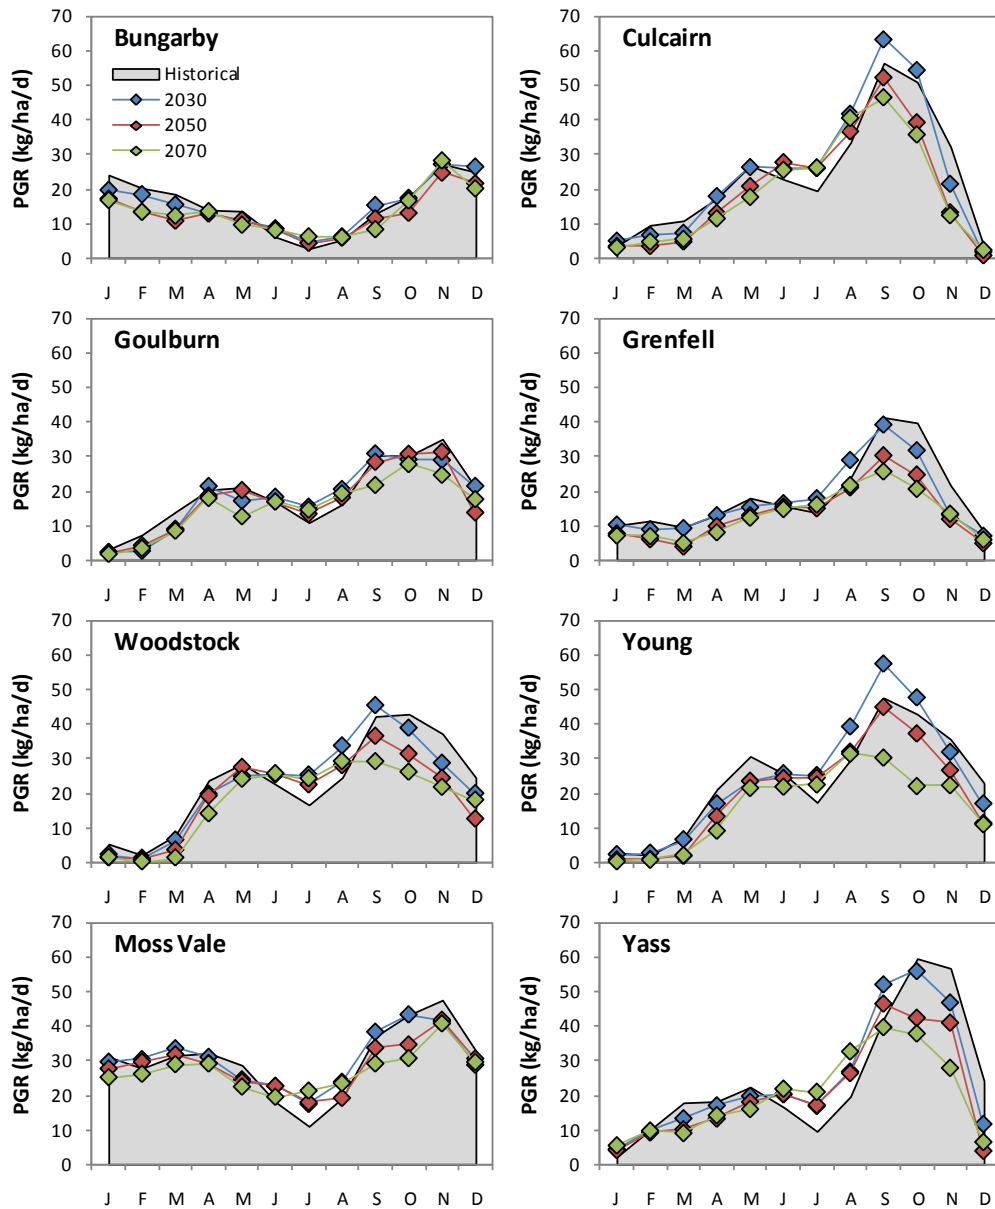 Bungarby
PGR (kg/ha/d)
70
60
50
40
30
20
10
0
Historical
2030
2050
2070
J F M A M J J A S O N D
Culcairn
PGR (kg/ha/d)
70
60
50
40
30
20
10
0
J F M A M J J A S O N D
Goulburn
PGR (kg/ha/d)
70
60
50
40
30
20
10
0
J F M A M J J A S O N D
Grenfell
PGR (kg/ha/d)
70
60
50
40
30
20
10
0
J F M A M J J A S O N D
Woodstock
PGR (kg/ha/d)
70
60
50
40
30
20
10
0
J F M A M J J A S O N D
Young
PGR (kg/ha/d)
70
60
50
40
30
20
10
0
J F M A M J J A S O N D
Moss Vale
PGR (kg/ha/d)
70
60
50
40
30
20
10
0
J F M A M J J A S O N D
Yass
PGR (kg/ha/d)
70
60
50
40
30
20
10
0
J F M A M J J A S O N D